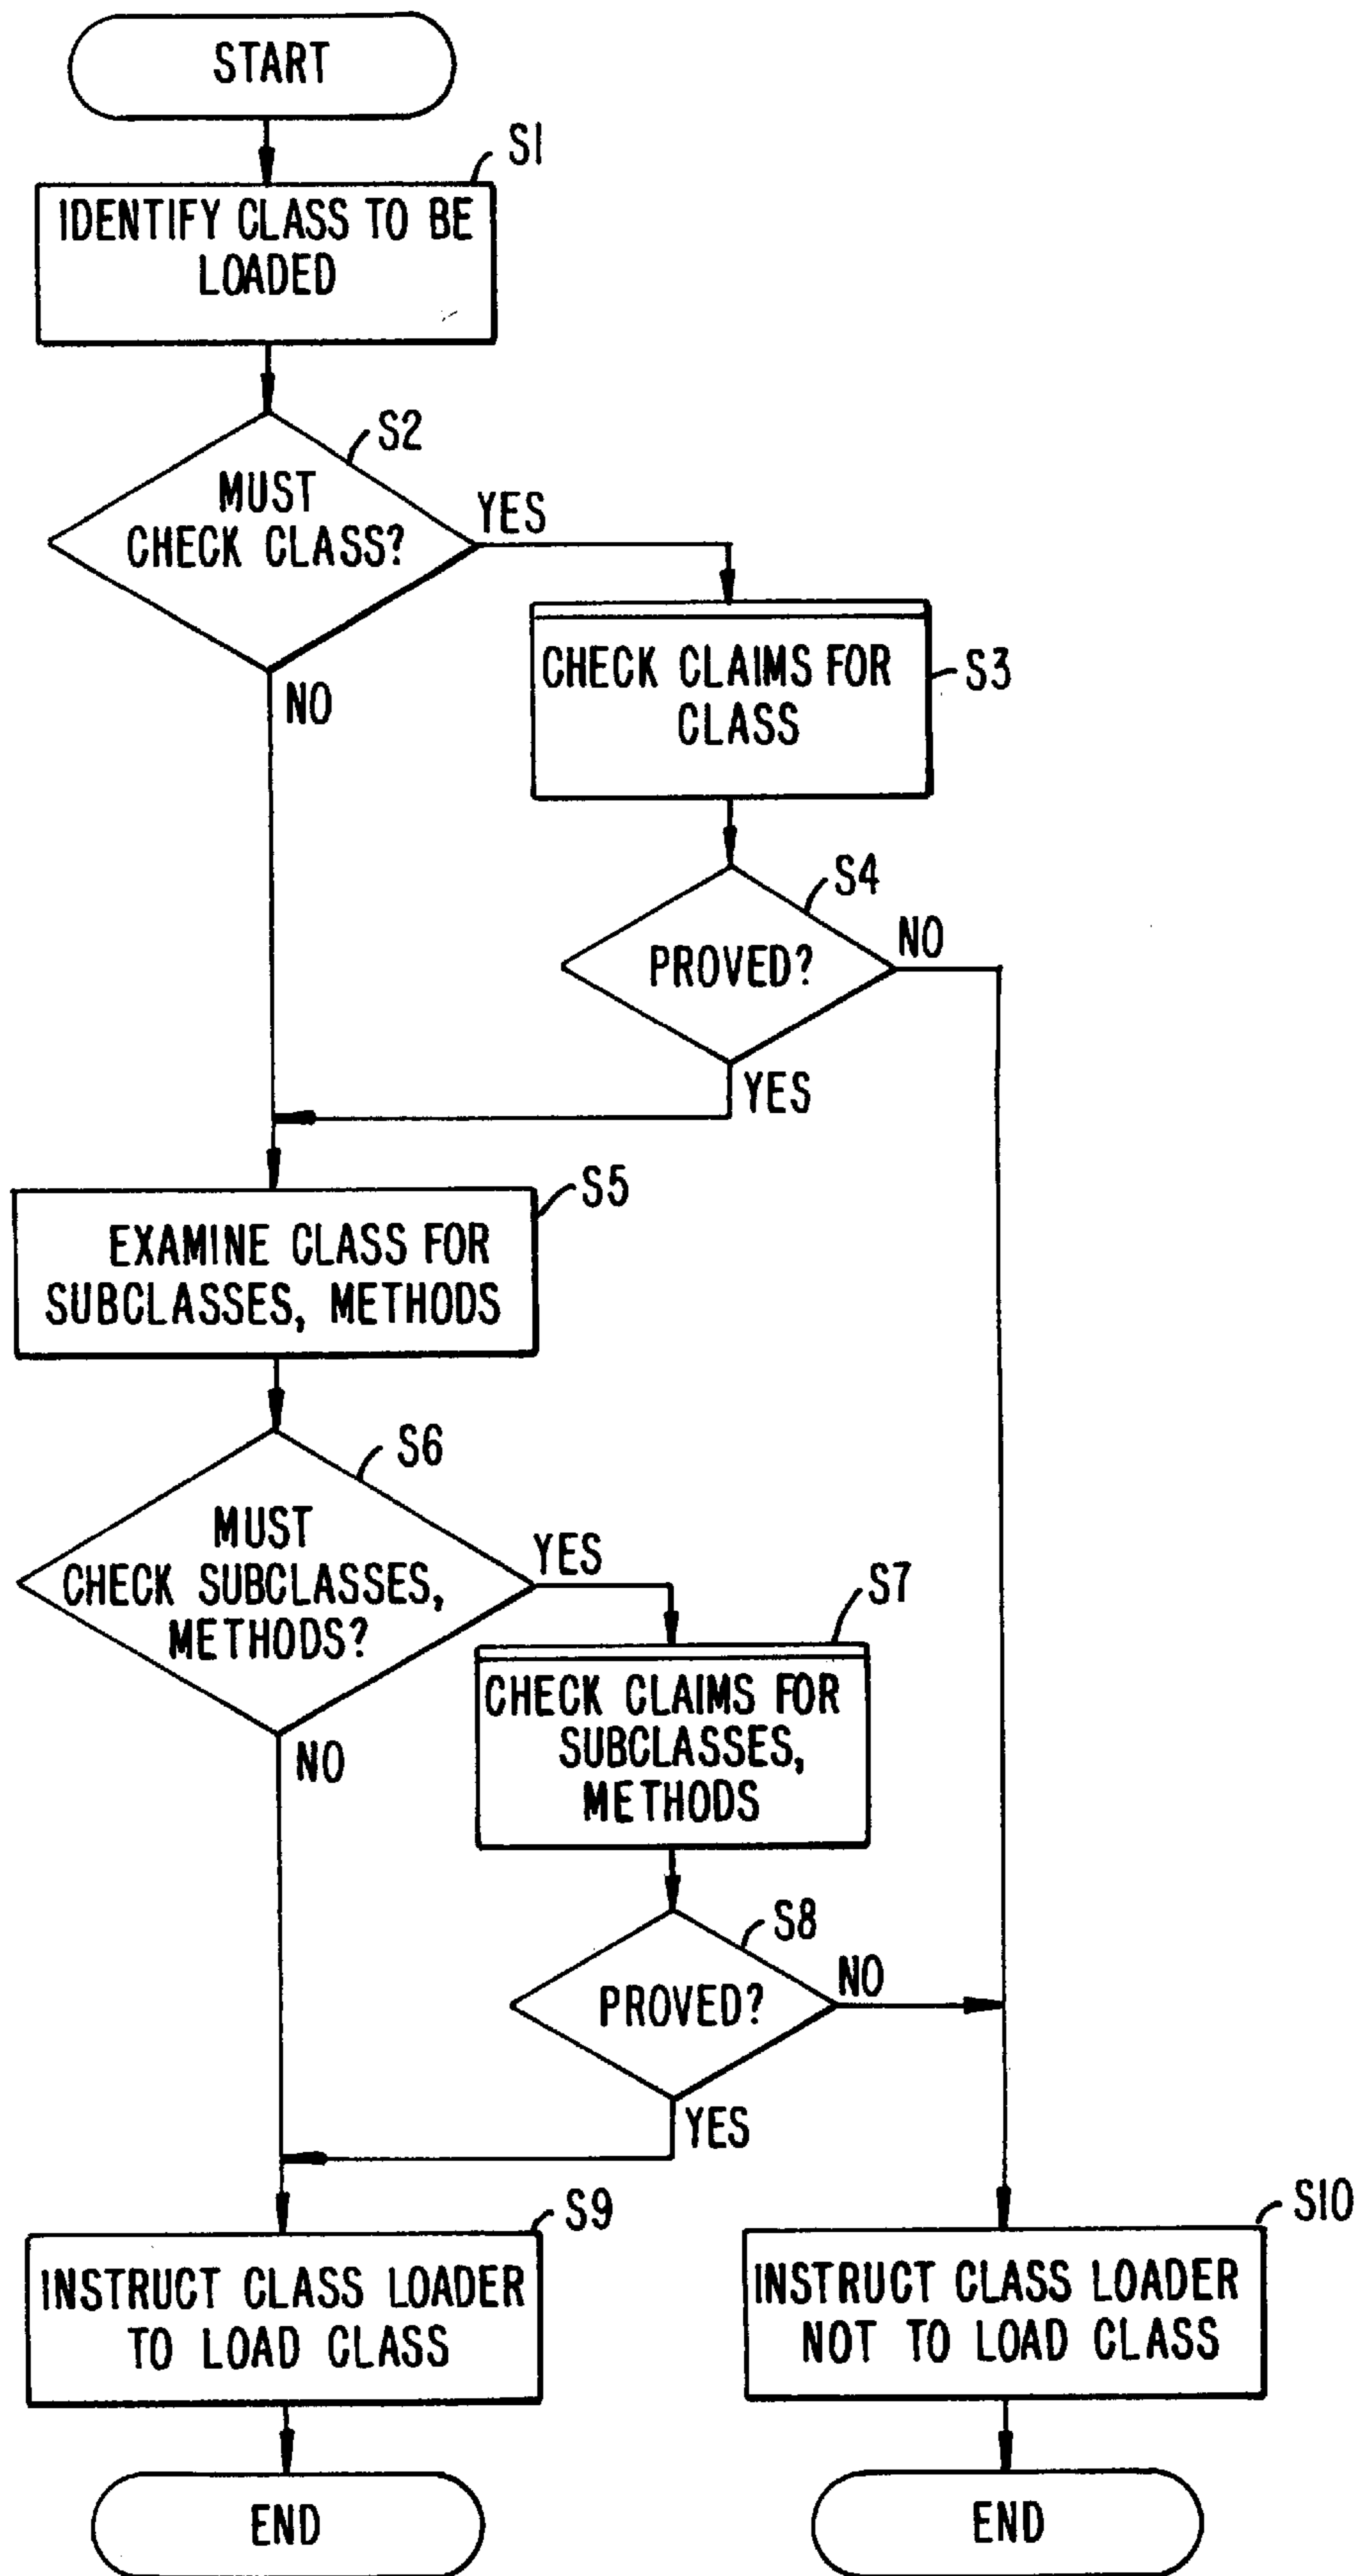 START
S1
IDENTIFY CLASS TO BE
LOADED
S2
MUST
CHECK CLASS?
YES
NO
CHECK CLAIMS FOR
CLASS
S3
S4
PROVED?
NO
YES
S5
EXAMINE CLASS FOR
SUBCLASSES, METHODS
S6
MUST
CHECK SUBCLASSES,
METHODS?
YES
NO
S7
CHECK CLAIMS FOR
SUBCLASSES,
METHODS
S8
PROVED?
NO
YES
S9
INSTRUCT CLASS LOADER
TO LOAD CLASS
S10
INSTRUCT CLASS LOADER
NOT TO LOAD CLASS
END
END